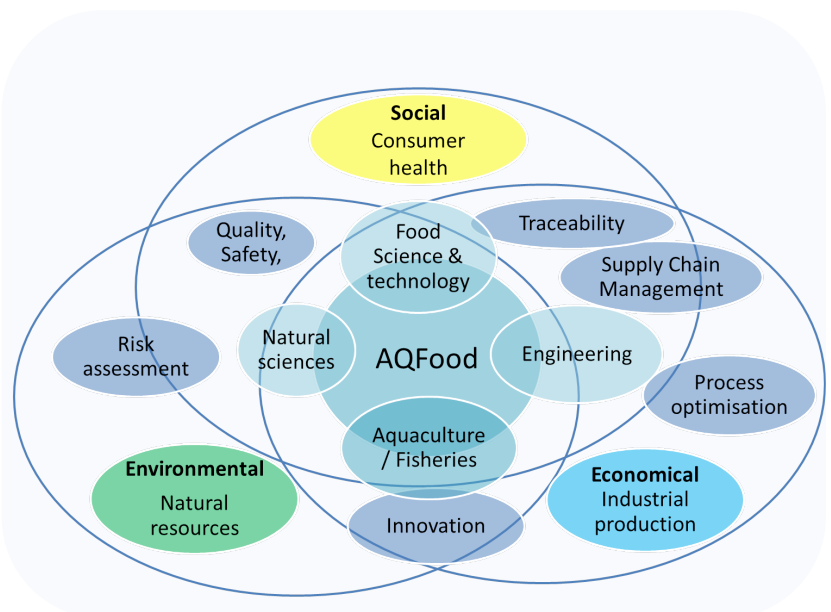 Social
Consumer
health
Quality,
Safety,
Food
Science &
technology
Traceability
Supply Chain
Management
Risk
assessment
Natural
sciences
AQFood
Engineering
Process
optimisation
Aquaculture
/ Fisheries
Environmental
Natural
resources
Innovation
Economical
Industrial
production